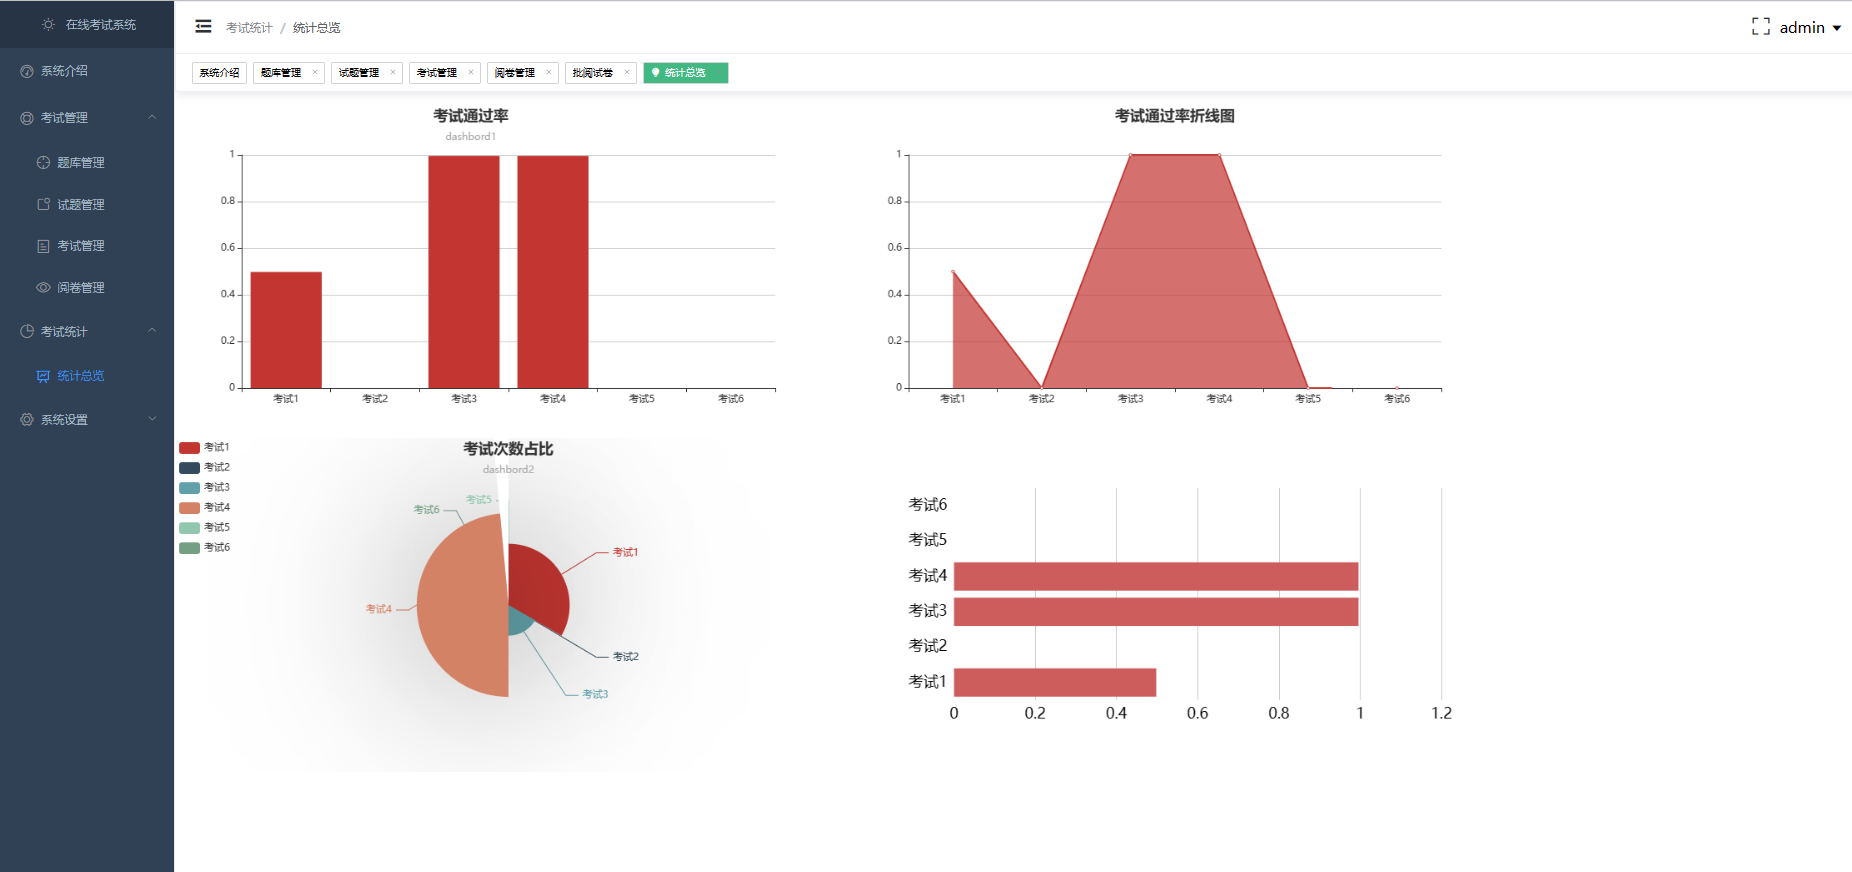 在线考试系统
系统介绍
考试管理
题库管理
试题管理
考试管理
阅卷管理
考试统计
统计总览
系统设置
考试统计 / 统计总览
admin
系统介绍 题库管理 × 试题管理 × 考试管理 × 阅卷管理 × 批阅试卷 × 统计总览
考试通过率
dashbord1
1
0.8
0.6
0.4
0.2
0
考试1 考试2 考试3 考试4 考试5 考试6
考试通过率折线图
1
0.8
0.6
0.4
0.2
0
考试1 考试2 考试3 考试4 考试5 考试6
考试1
考试2
考试3
考试4
考试5
考试6
考试次数占比
dashbord2
考试5
考试6
考试1
考试4
考试2
考试3
考试6
考试5
考试4
考试3
考试2
考试1
0 0.2 0.4 0.6 0.8 1 1.2